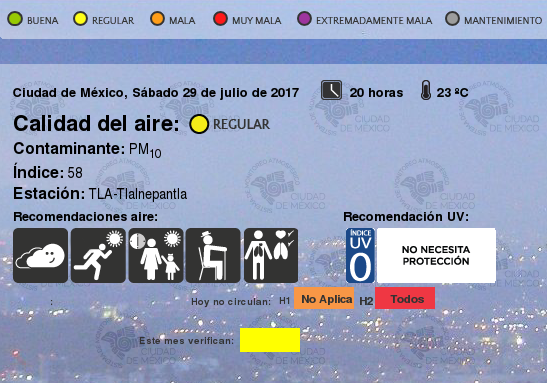 BUENA REGULAR MALA MUY MALA EXTREMADAMENTE MALA MANTENIMIENTO
Ciudad de México, Sábado 29 de julio de 2017 20 horas 23 ºC
Calidad del aire: REGULAR
Contaminante: PM10
Índice: 58
Estación: TLA-Tlalnepantla
Recomendaciones aire: Recomendación UV:
ÍNDICE UV 0 NO NECESITA PROTECCIÓN
: Hoy no circulan: H1 No Aplica H2 Todos
Este mes verifican:
CIUDAD DE MÉXICO